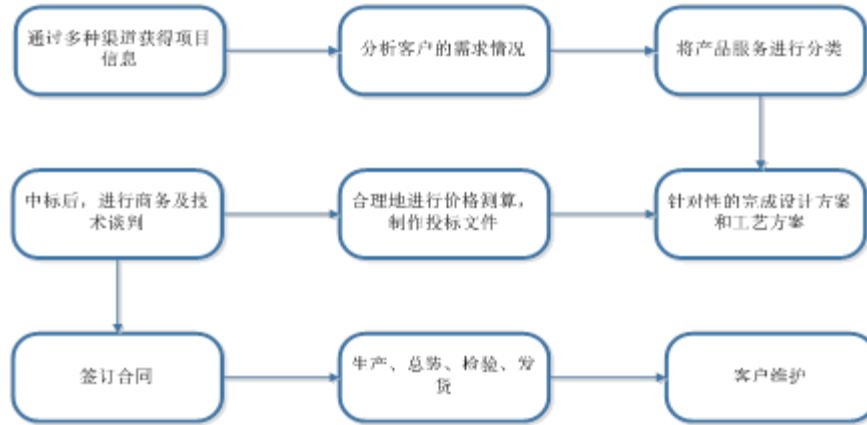 通过多种渠道获得项目
信息
分析客户的需求情况
将产品服务进行分类
中标后，进行商务及技
术谈判
合理地进行价格测算，
制作投标文件
针对性的完成设计方案
和工艺方案
签订合同
生产、总装、检验、发
货
客户维护